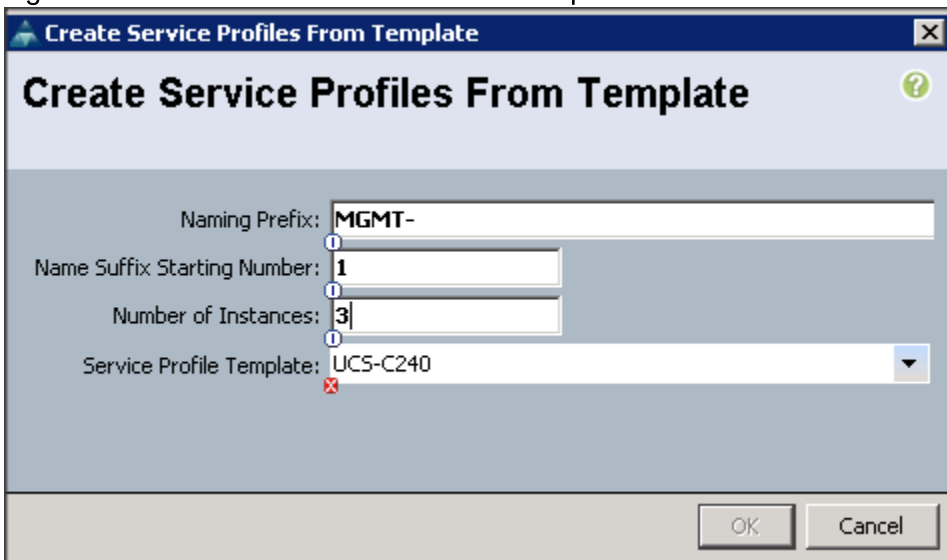 Create Service Profiles From Template
Create Service Profiles From Template
Naming Prefix: MGMT-
Name Suffix Starting Number: 1
Number of Instances: 3
Service Profile Template: UCS-C240
OK Cancel